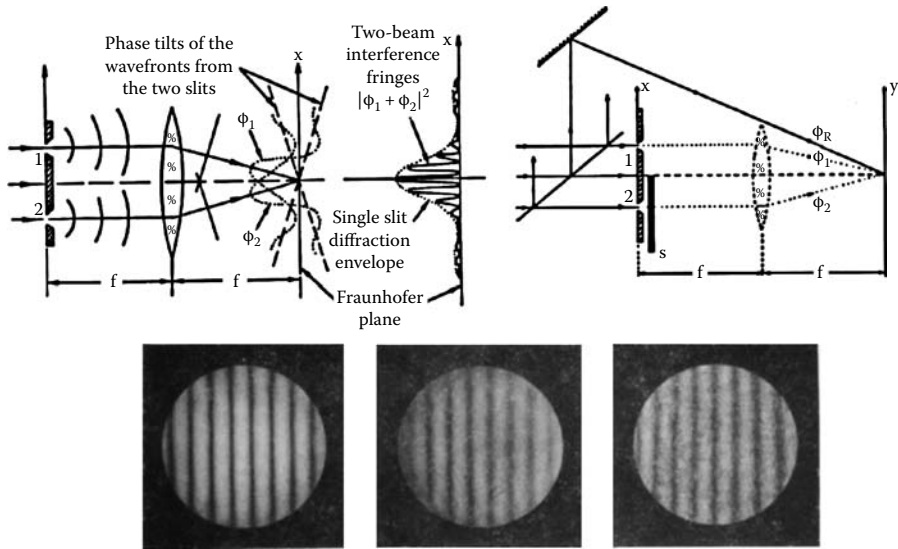 Phase tilts of the
wavefronts from
the two slits
x
ϕ1
1
2
%
%
%
%
ϕ2
f
f
Fraunhofer
plane
Two-beam
interference
fringes
|ϕ1 + ϕ2|²
x
Single slit
diffraction
envelope
x
y
ϕR
ϕ1
1
2
%
%
%
%
ϕ2
s
f
f